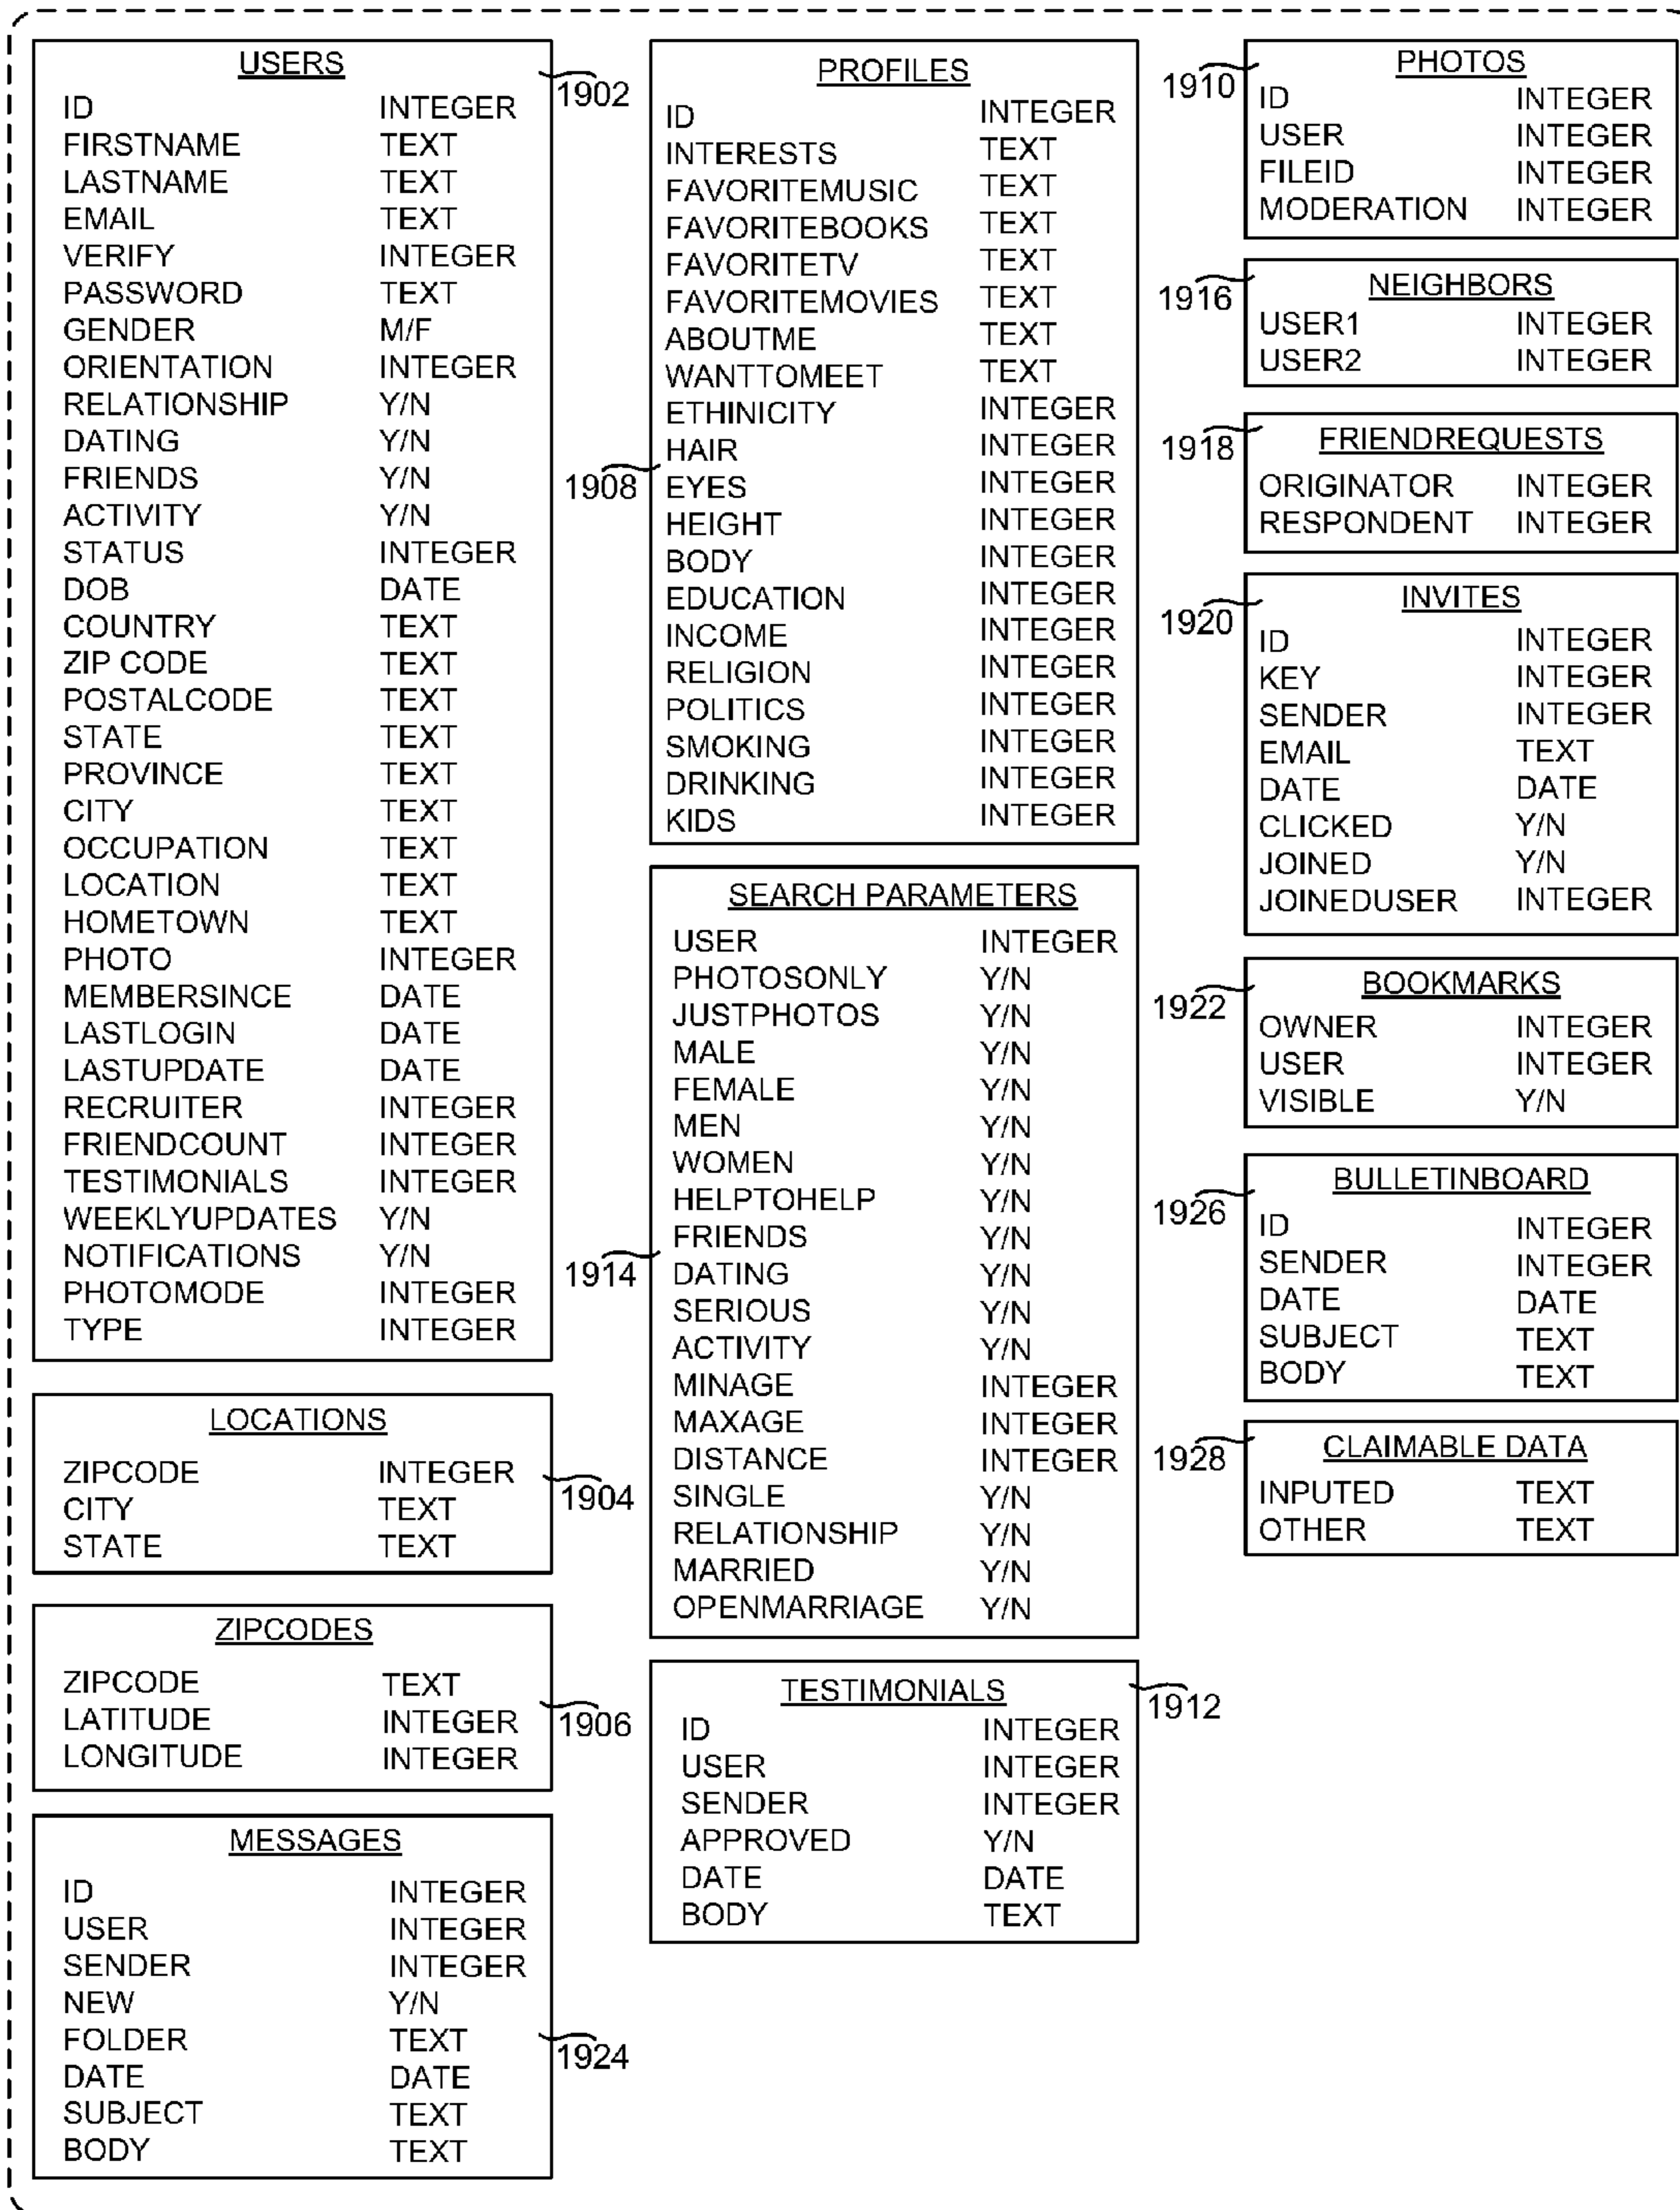 USERS
1902
ID INTEGER
FIRSTNAME TEXT
LASTNAME TEXT
EMAIL TEXT
VERIFY INTEGER
PASSWORD TEXT
GENDER M/F
ORIENTATION INTEGER
RELATIONSHIP Y/N
DATING Y/N
FRIENDS Y/N
ACTIVITY Y/N
STATUS INTEGER
DOB DATE
COUNTRY TEXT
ZIP CODE TEXT
POSTALCODE TEXT
STATE TEXT
PROVINCE TEXT
CITY TEXT
OCCUPATION TEXT
LOCATION TEXT
HOMETOWN TEXT
PHOTO INTEGER
MEMBERSINCE DATE
LASTLOGIN DATE
LASTUPDATE DATE
RECRUITER INTEGER
FRIENDCOUNT INTEGER
TESTIMONIALS INTEGER
WEEKLYUPDATES Y/N
NOTIFICATIONS Y/N
PHOTOMODE INTEGER
TYPE INTEGER
LOCATIONS
ZIPCODE INTEGER
1904
CITY TEXT
STATE TEXT
ZIPCODES
ZIPCODE TEXT
LATITUDE INTEGER
1906
LONGITUDE INTEGER
MESSAGES
ID INTEGER
USER INTEGER
SENDER INTEGER
NEW Y/N
FOLDER TEXT
1924
DATE DATE
SUBJECT TEXT
BODY TEXT
PROFILES
ID INTEGER
INTERESTS TEXT
FAVORITEMUSIC TEXT
FAVORITEBOOKS TEXT
FAVORITETV TEXT
FAVORITEMOVIES TEXT
ABOUTME TEXT
WANTTOMEET TEXT
ETHINICITY INTEGER
HAIR INTEGER
1908
EYES INTEGER
HEIGHT INTEGER
BODY INTEGER
EDUCATION INTEGER
INCOME INTEGER
RELIGION INTEGER
POLITICS INTEGER
SMOKING INTEGER
DRINKING INTEGER
KIDS INTEGER
SEARCH PARAMETERS
USER INTEGER
PHOTOSONLY Y/N
JUSTPHOTOS Y/N
MALE Y/N
FEMALE Y/N
MEN Y/N
WOMEN Y/N
HELPTOHELP Y/N
FRIENDS Y/N
1914
DATING Y/N
SERIOUS Y/N
ACTIVITY Y/N
MINAGE INTEGER
MAXAGE INTEGER
DISTANCE INTEGER
SINGLE Y/N
RELATIONSHIP Y/N
MARRIED Y/N
OPENMARRIAGE Y/N
TESTIMONIALS
1912
ID INTEGER
USER INTEGER
SENDER INTEGER
APPROVED Y/N
DATE DATE
BODY TEXT
PHOTOS
1910
ID INTEGER
USER INTEGER
FILEID INTEGER
MODERATION INTEGER
NEIGHBORS
1916
USER1 INTEGER
USER2 INTEGER
FRIENDREQUESTS
1918
ORIGINATOR INTEGER
RESPONDENT INTEGER
INVITES
1920
ID INTEGER
KEY INTEGER
SENDER INTEGER
EMAIL TEXT
DATE DATE
CLICKED Y/N
JOINED Y/N
JOINEDUSER INTEGER
BOOKMARKS
1922
OWNER INTEGER
USER INTEGER
VISIBLE Y/N
BULLETINBOARD
1926
ID INTEGER
SENDER INTEGER
DATE DATE
SUBJECT TEXT
BODY TEXT
CLAIMABLE DATA
1928
INPUTED TEXT
OTHER TEXT